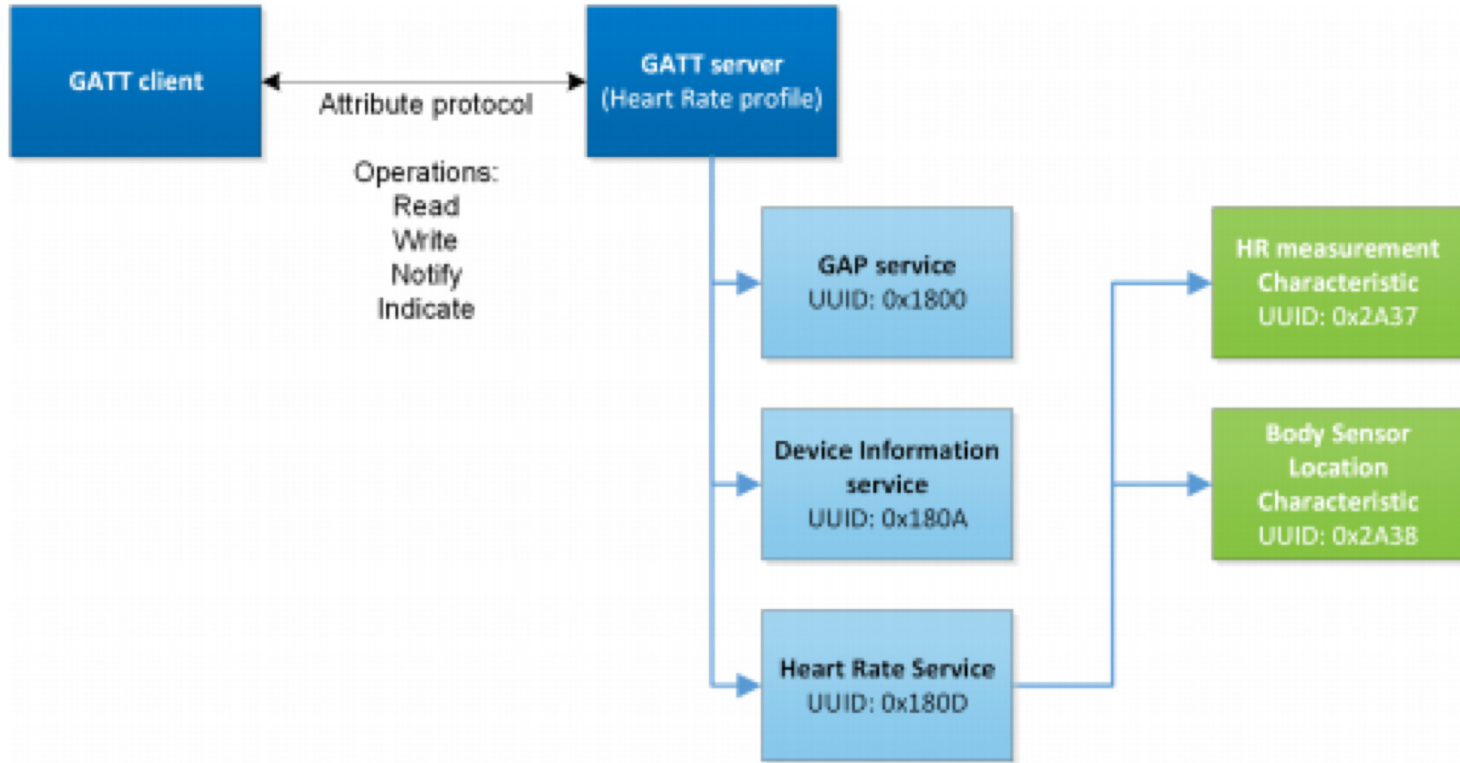 GATT client
Attribute protocol
Operations:
Read
Write
Notify
Indicate
GATT server
(Heart Rate profile)
GAP service
UUID: 0x1800
Device Information
service
UUID: 0x180A
Heart Rate Service
UUID: 0x180D
HR measurement
Characteristic
UUID: 0x2A37
Body Sensor
Location
Characteristic
UUID: 0x2A38